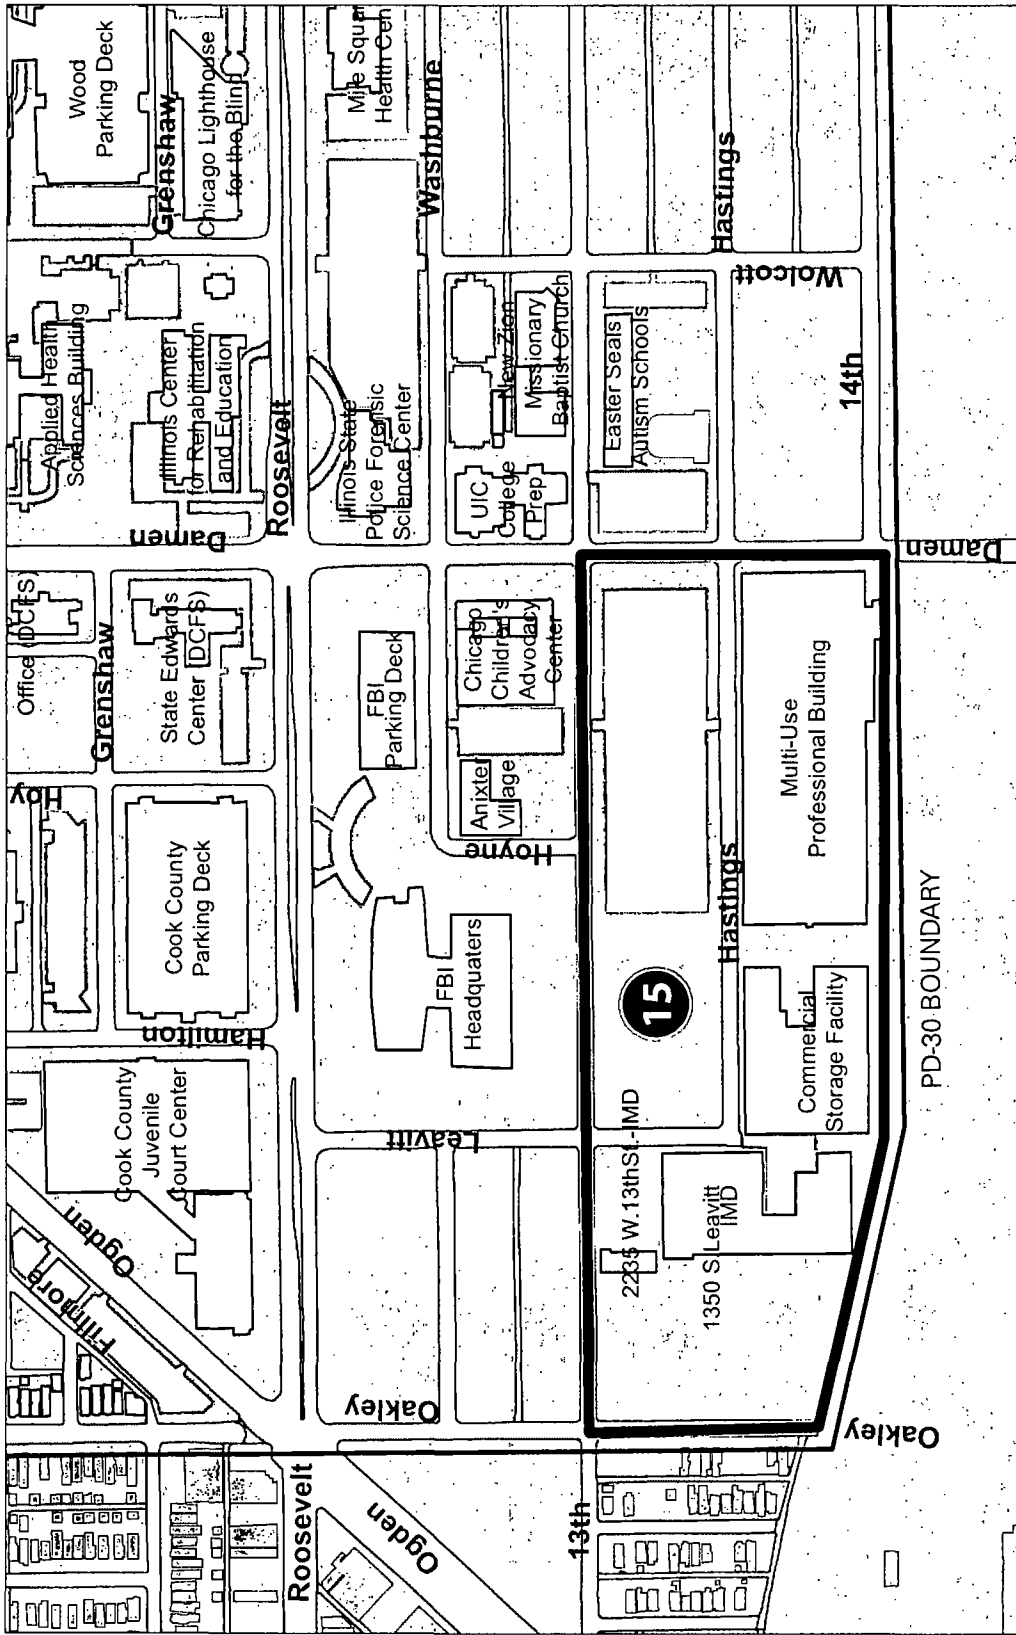 Wood
Parking Deck
Grenshaw
Chicago Lighthouse
for the Blind
Mile Squar
Health Cen
Washburne
Hastings
Applied Health
Sciences Building
Illinois Center
for Rehabilitation
and Education
Roosevelt
Illinois State
Police Forensic
Science Center
New Zion
Missionary
Baptist Church
Easter Seals
Autism Schools
Wolcott
14th
Damen
UIC
College
Prep
Damen
Office (DCFS)
Grenshaw
State Edwards
Center (DCFS)
FBI
Parking Deck
Chicago
Children's
Advocacy
Center
Anixter
Village
Hoyne
Multi-Use
Professional Building
Hoy
Cook County
Parking Deck
Hamilton
FBI
Headquaters
15
Hastings
Commercial
Storage Facility
PD-30 BOUNDARY
Cook County
Juvenile
Court Center
Leavitt
2235 W.13thSt.-IMD
1350 S.Leavitt
IMD
Ogden
Fillmore
Oakley
Oakley
Roosevelt
Ogden
13th